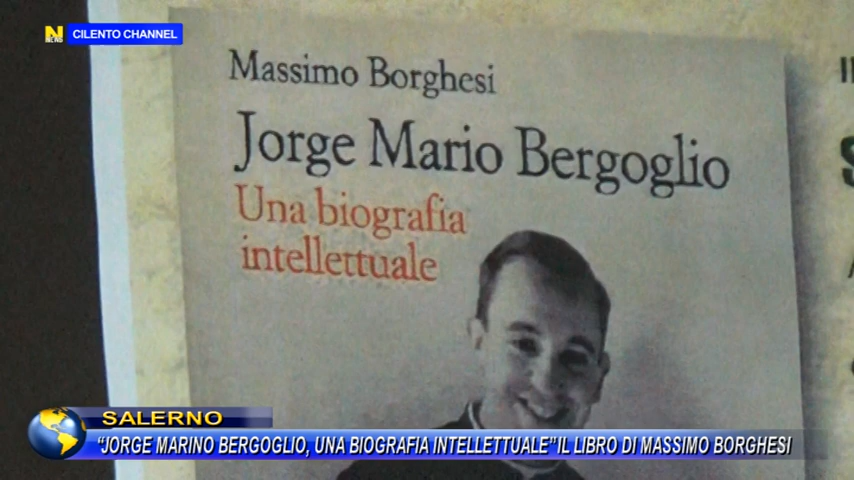 N
NEWS
CILENTO CHANNEL
Massimo Borghesi
Jorge Mario Bergoglio
Una biografia
intellettuale
SALERNO
“JORGE MARINO BERGOGLIO, UNA BIOGRAFIA INTELLETTUALE” IL LIBRO DI MASSIMO BORGHESI